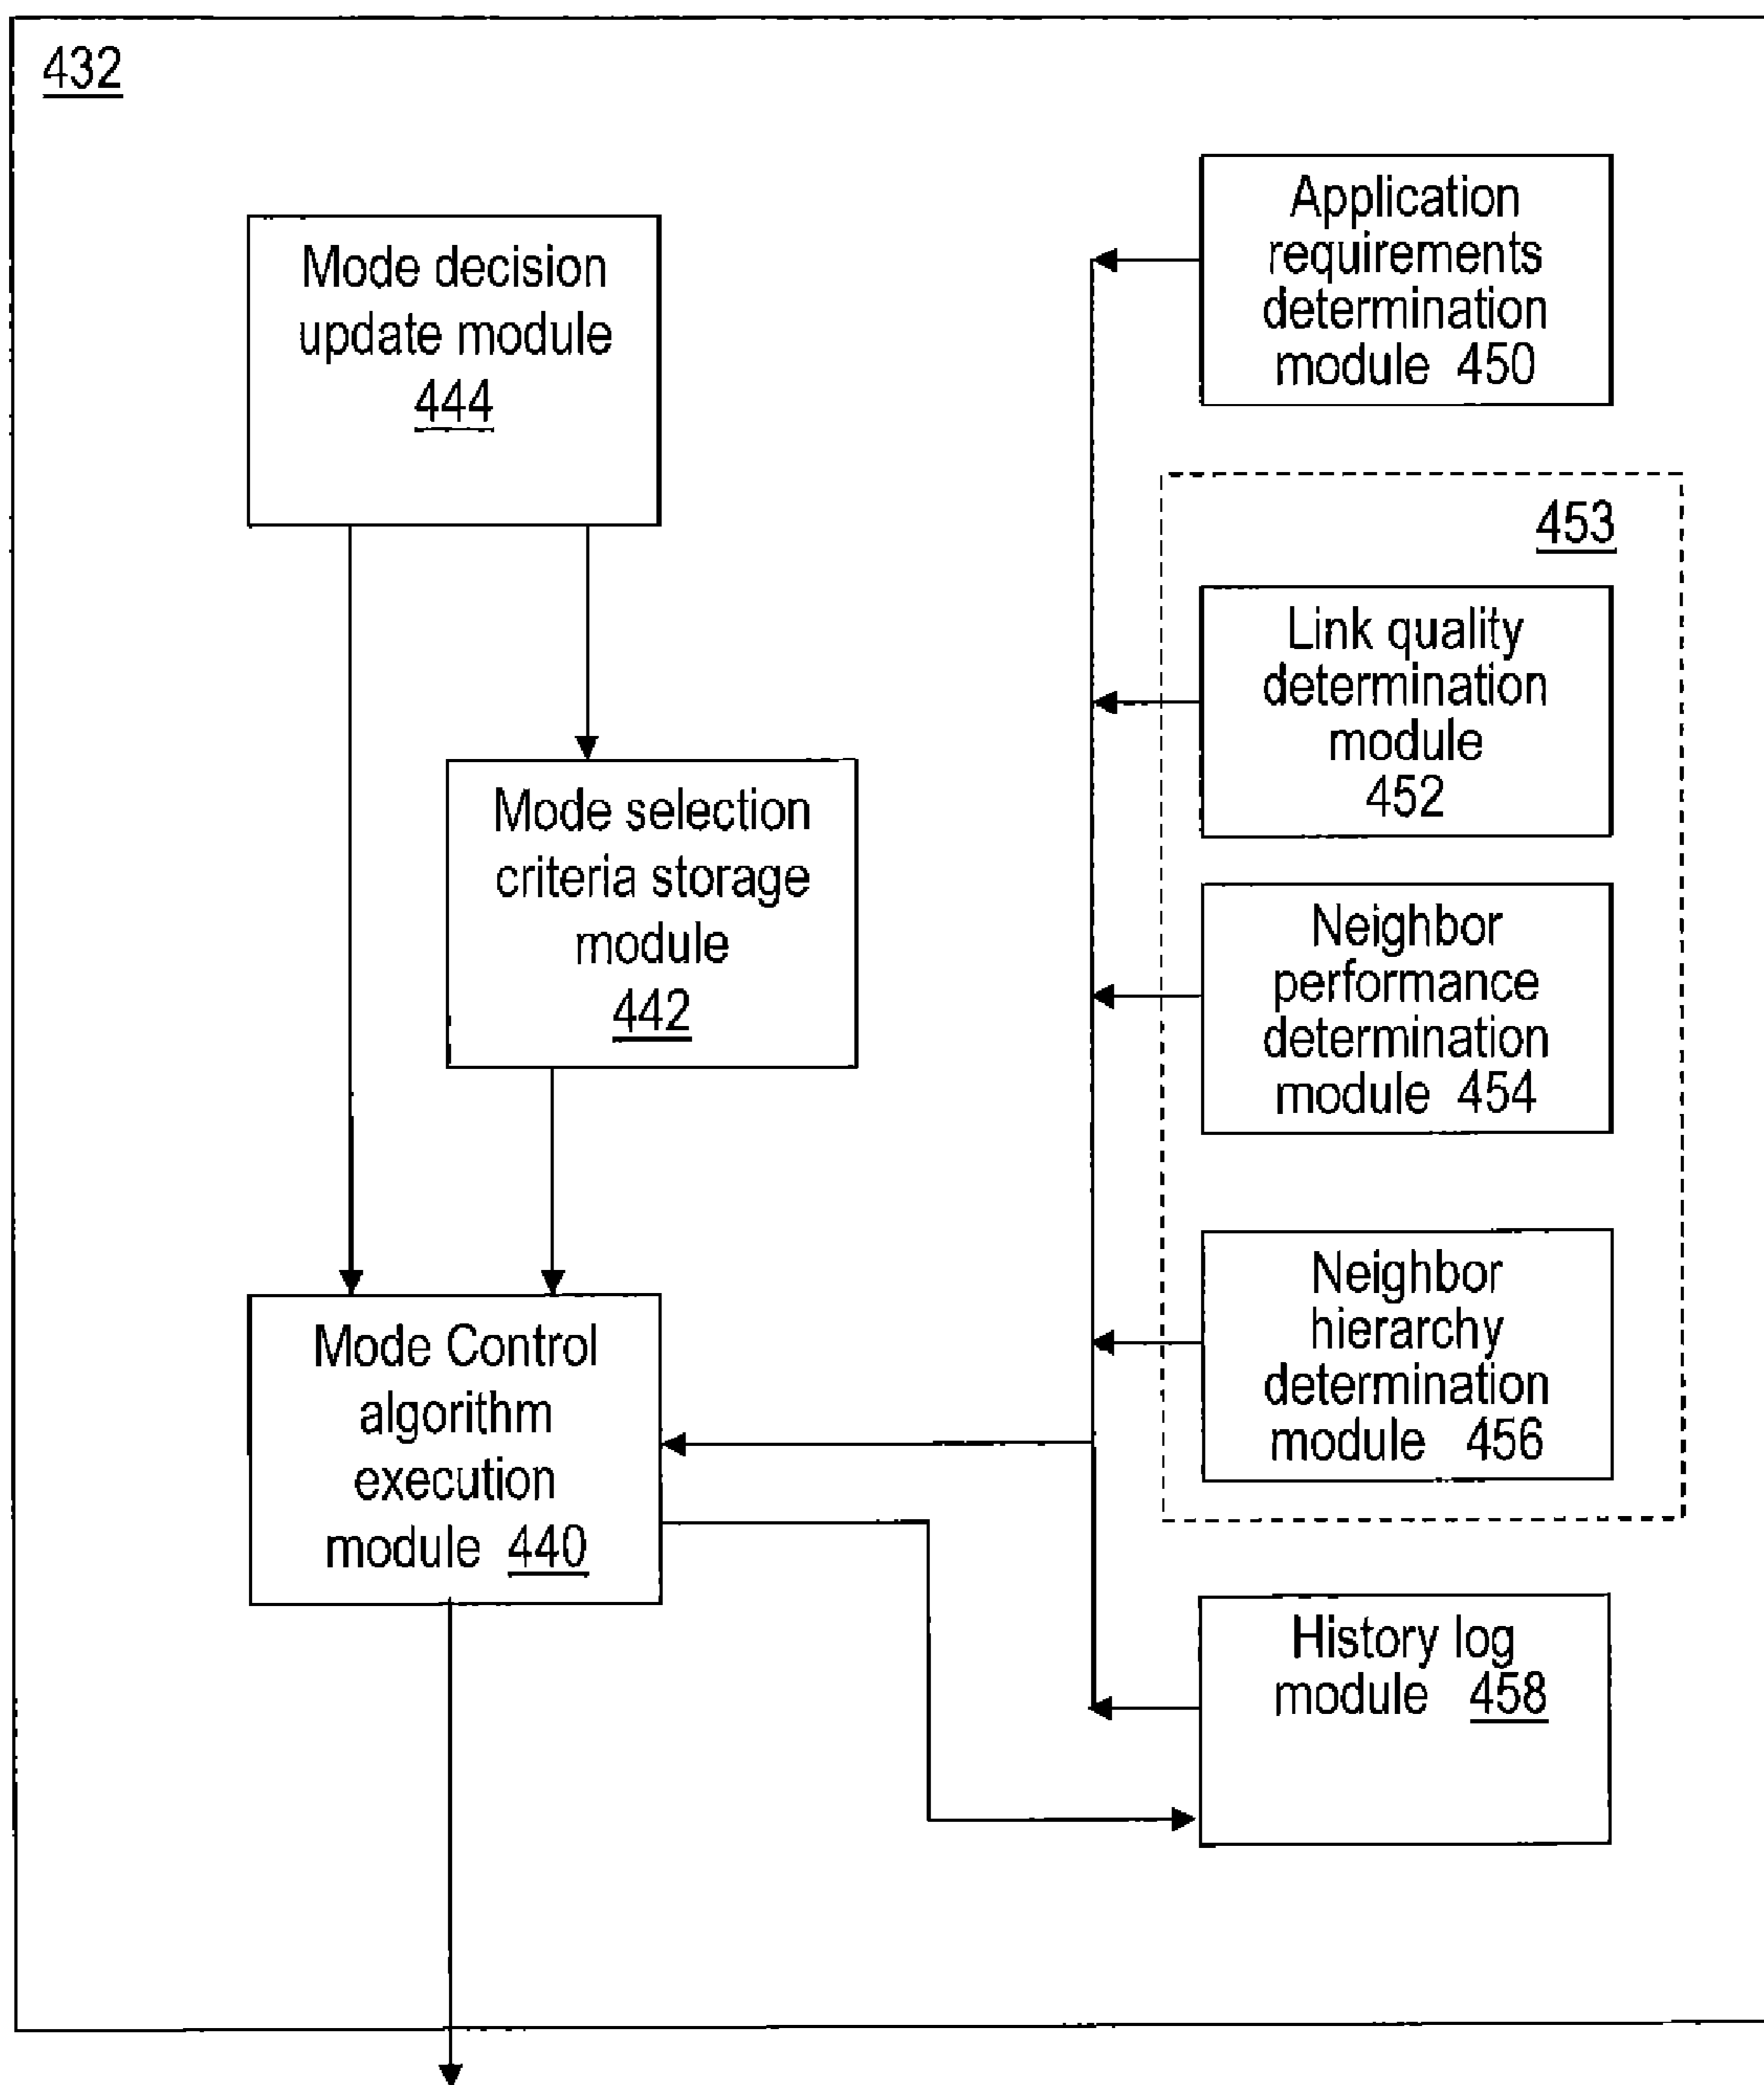 432
Mode decision
update module
444
Mode selection
criteria storage
module
442
Mode Control
algorithm
execution
module 440
Application
requirements
determination
module 450
453
Link quality
determination
module
452
Neighbor
performance
determination
module 454
Neighbor
hierarchy
determination
module 456
History log
module 458